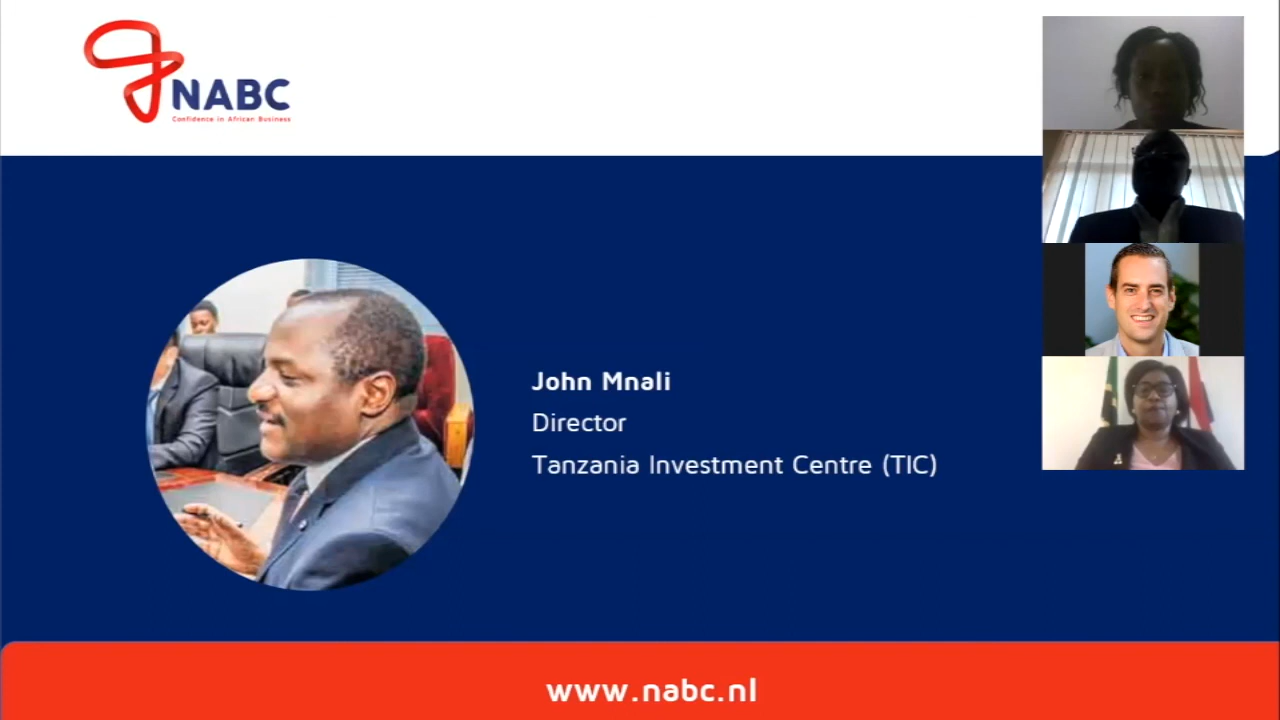 NABC
Confidence in African Business
John Mnali
Director
Tanzania Investment Centre (TIC)
www.nabc.nl